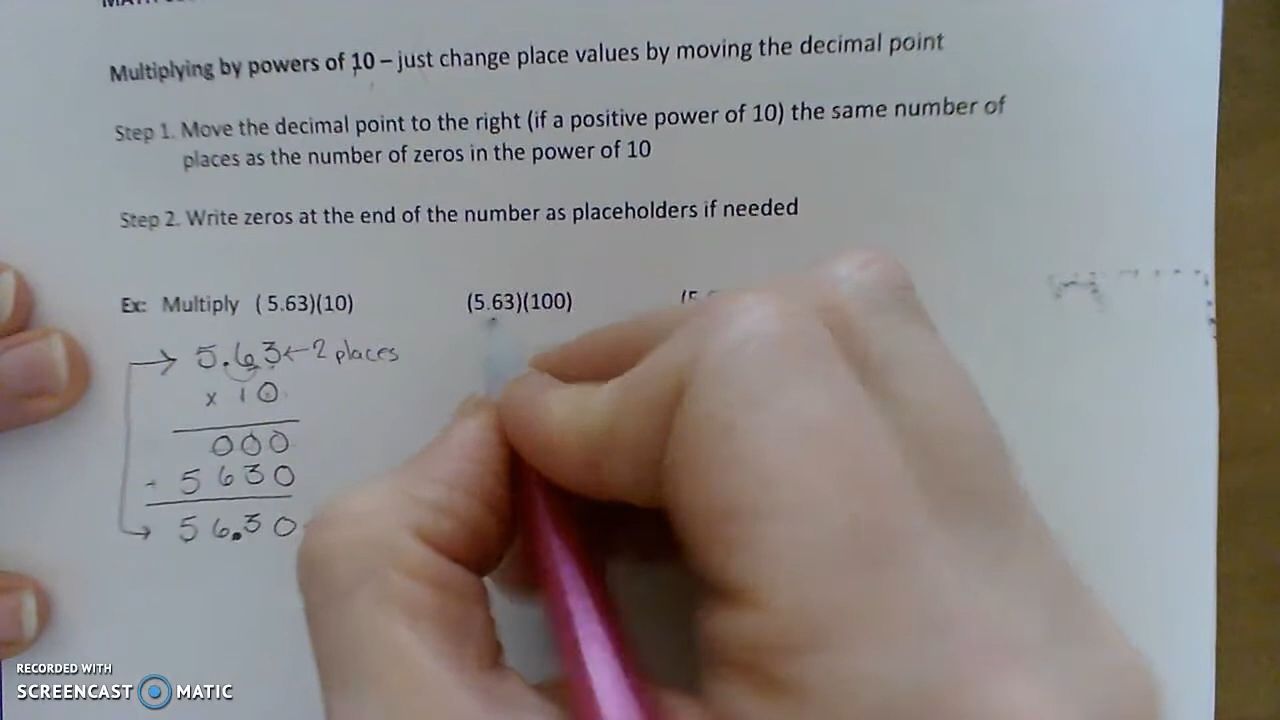 Multiplying by powers of 10 – just change place values by moving the decimal point
Step 1. Move the decimal point to the right (if a positive power of 10) the same number of
places as the number of zeros in the power of 10
Step 2. Write zeros at the end of the number as placeholders if needed
Ex: Multiply (5.63)(10) (5.63)(100)
→ 5.63 ← 2 places
x 10
000
5630
→ 56.30
RECORDED WITH
SCREENCAST MATIC